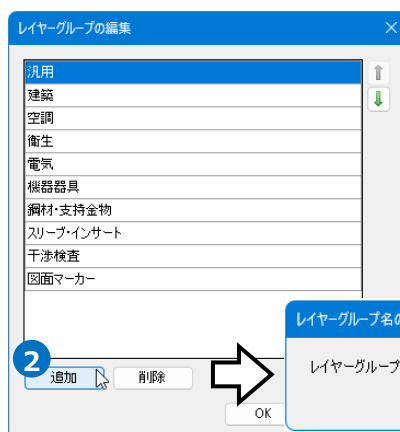 レイヤーグループの編集
汎用
建築
空調
衛生
電気
機器器具
鋼材・支持金物
スリーブ・インサート
干渉検査
図面マーカー
2
追加
削除
レイヤーグループ名の
レイヤーグループ
OK